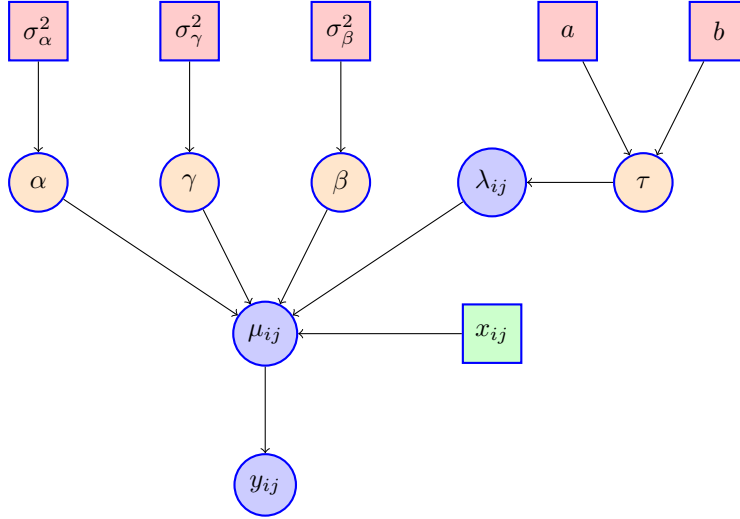 σ²_α σ²_γ σ²_β a b
α γ β λ_ij τ
μ_ij x_ij
y_ij